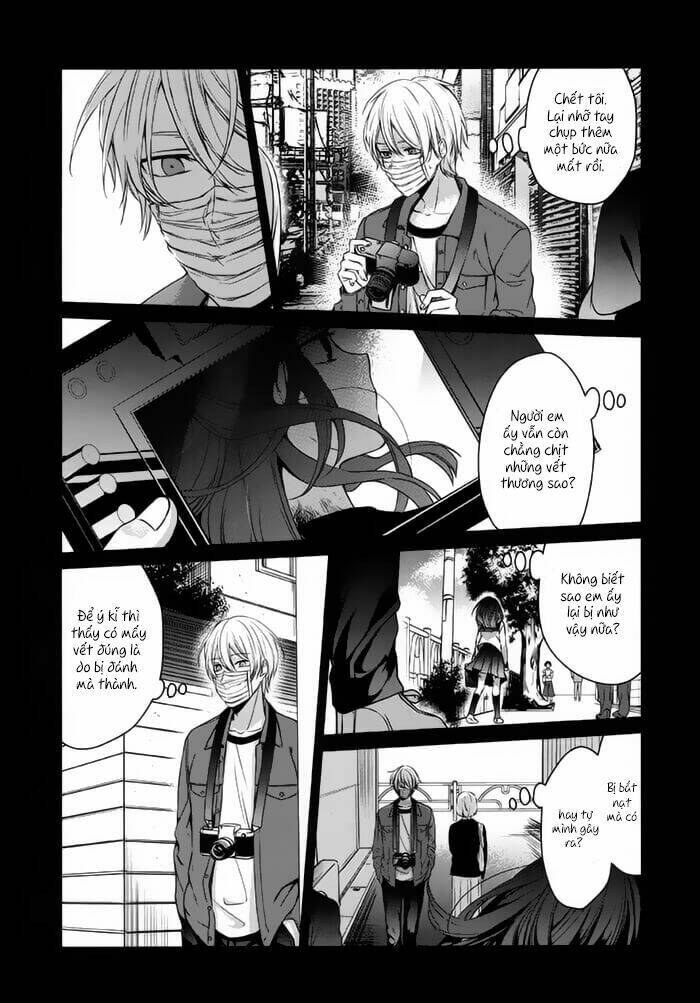 Chết tôi.
Lại nhỡ tay
chụp thêm
một bức nữa
mất rồi.
Người em
ấy vẫn còn
chằng chịt
những vết
thương sao?
Không biết
sao em ấy
lại bị như
vậy nữa?
Để ý kĩ thì
thấy có mấy
vết đúng là
do bị đánh
mà thành.
Bị bắt
nạt
mà có
hay tự
mình gây
ra?